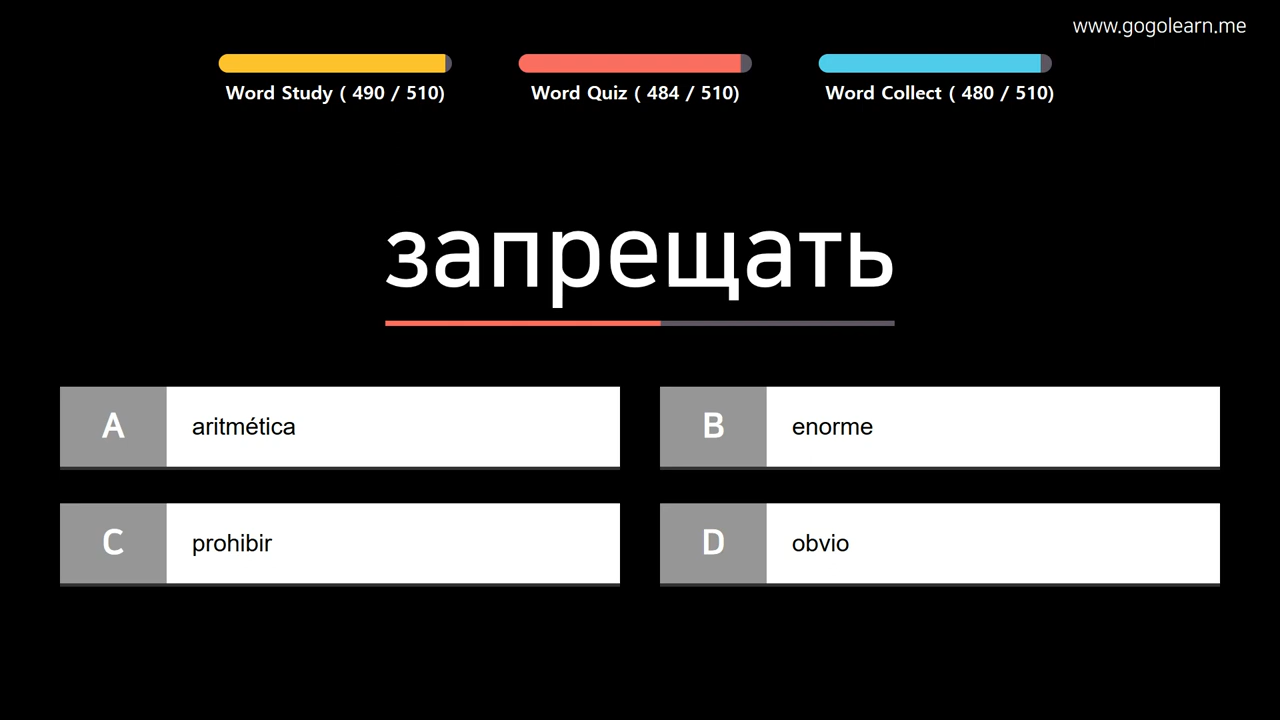 www.gogolearn.me
Word Study ( 490 / 510)
Word Quiz ( 484 / 510)
Word Collect ( 480 / 510)
запрещать
A aritmética
B enorme
C prohibir
D obvio